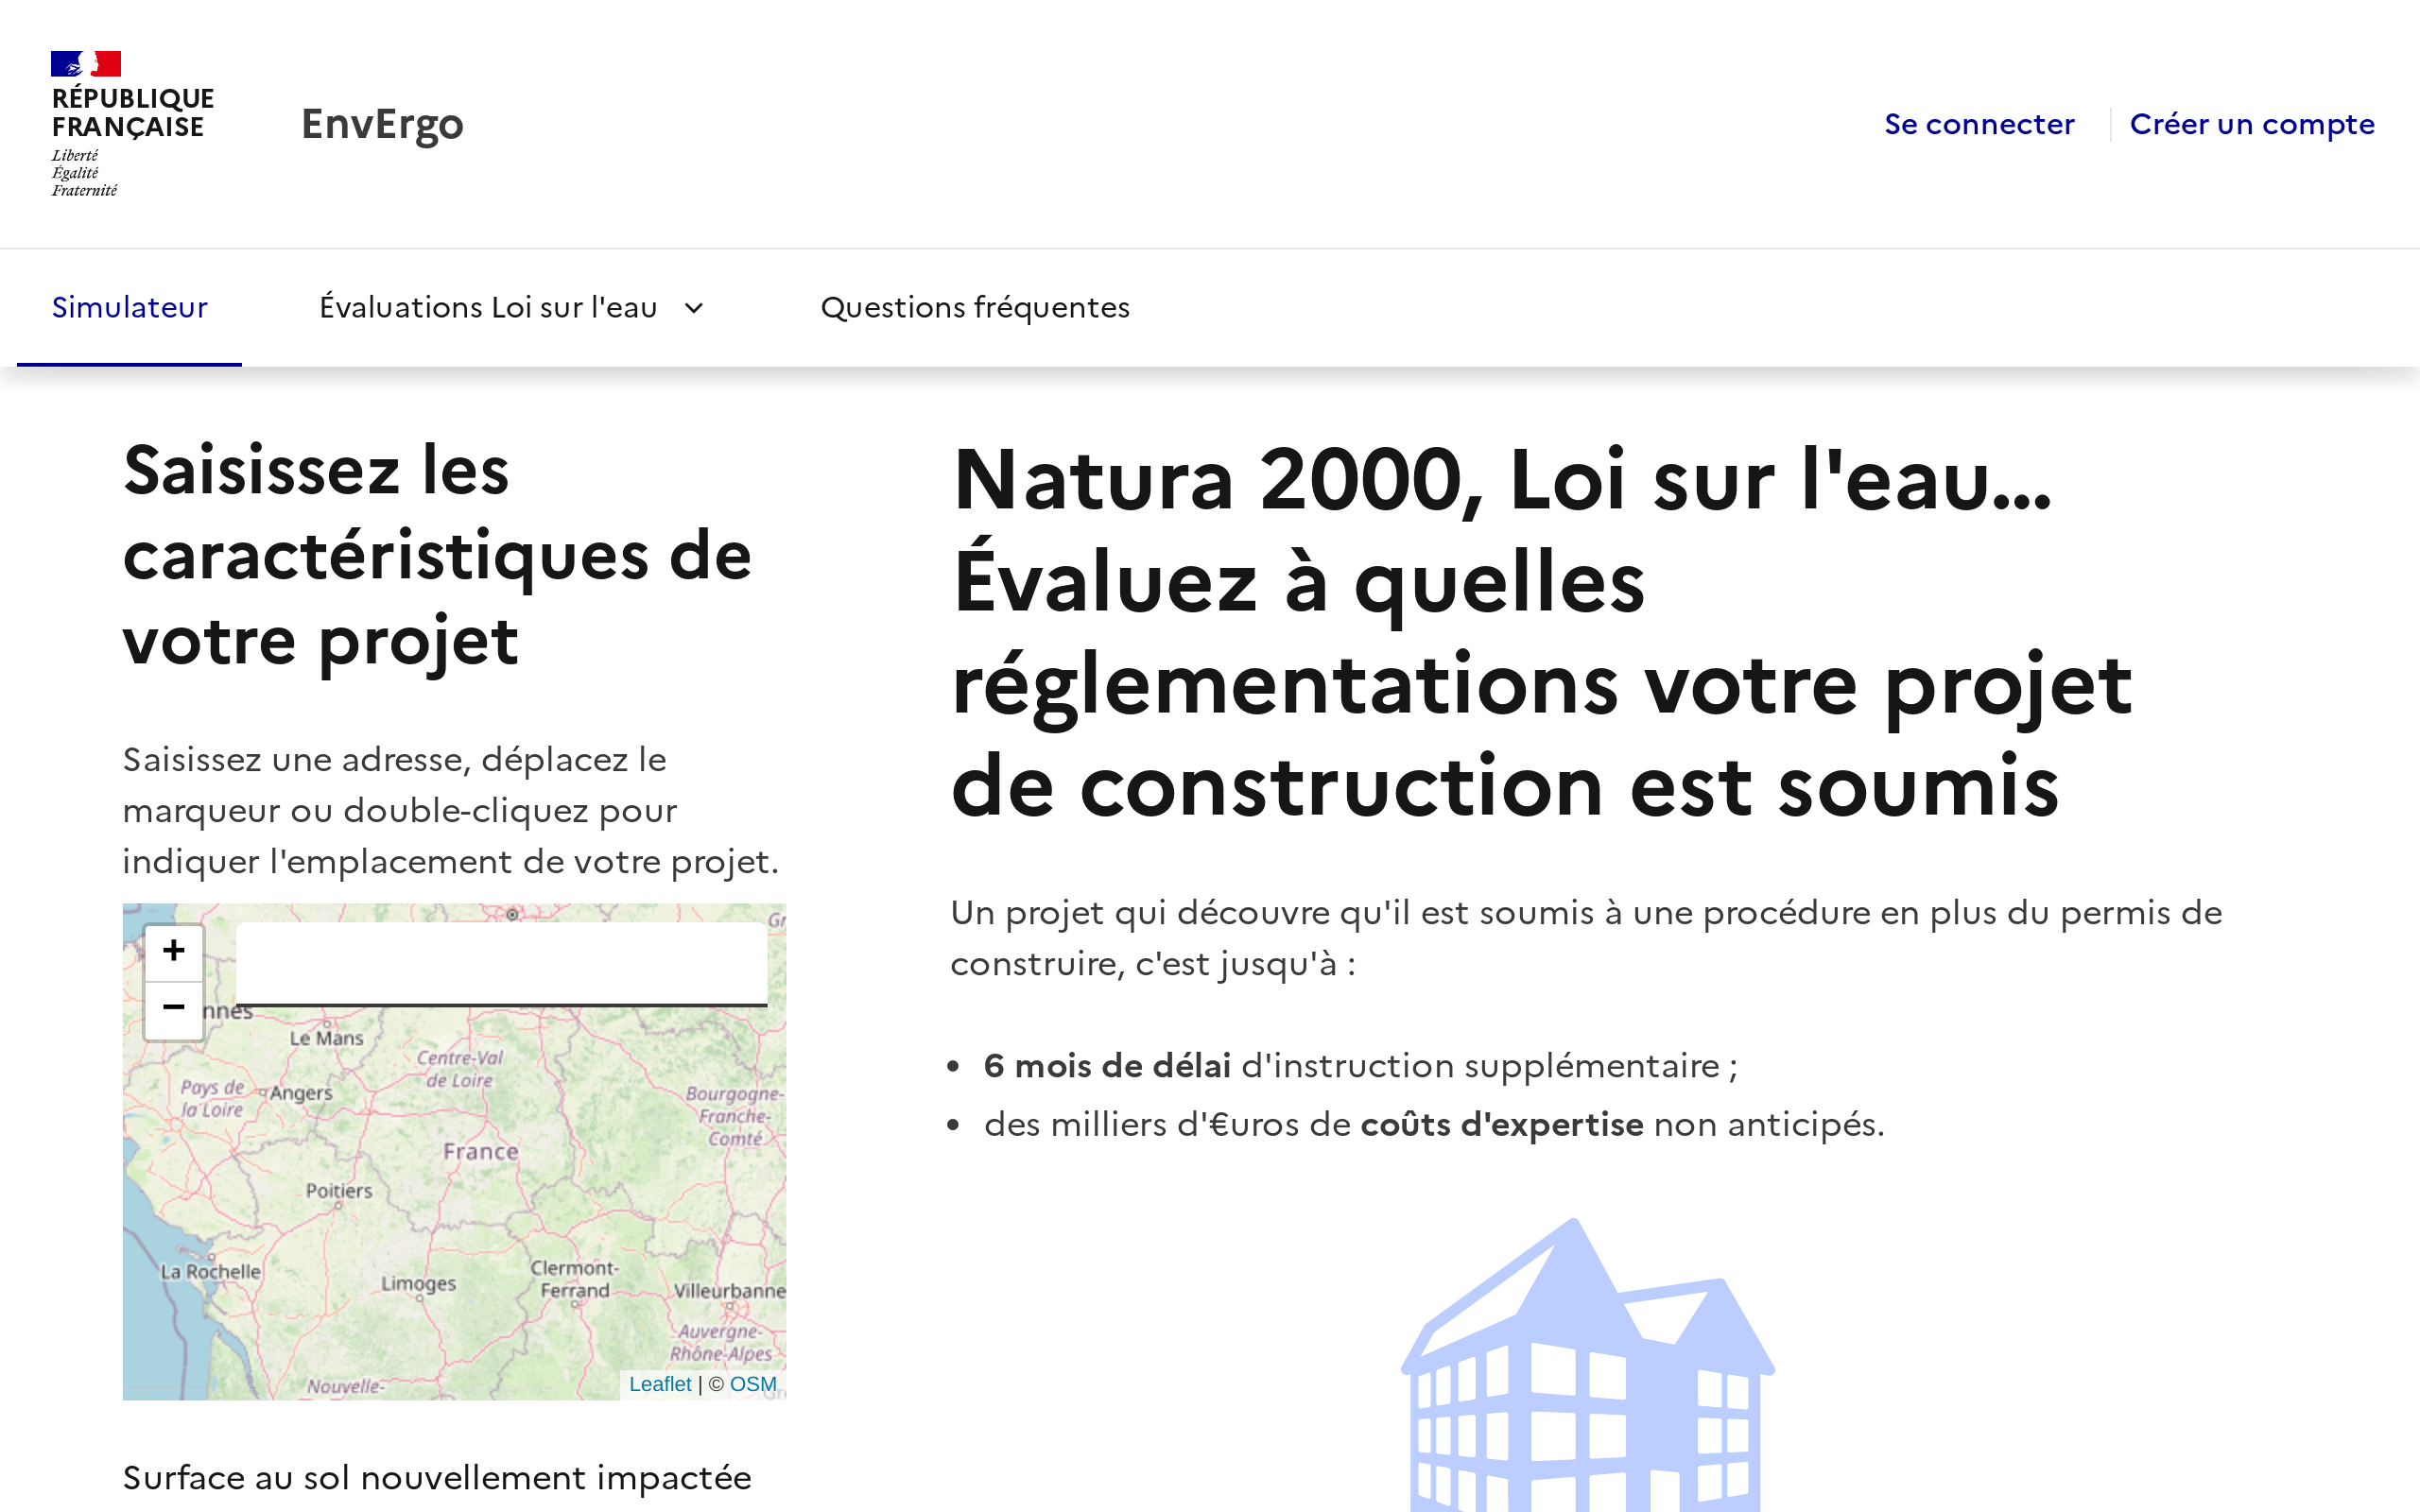 RÉPUBLIQUE
FRANÇAISE
Liberté
Égalité
Fraternité
EnvErgo
Se connecter
Créer un compte
Simulateur
Évaluations Loi sur l'eau
Questions fréquentes
Saisissez les
caractéristiques de
votre projet
Saisissez une adresse, déplacez le
marqueur ou double-cliquez pour
indiquer l'emplacement de votre projet.
Gr
+
−
nnes
Le Mans
Centre-Val
de Loire
Pays de
la Loire
Angers
Bourgogne-
Franche-
Comté
France
Poitiers
La Rochelle
Limoges
Clermont-
Ferrand
Villeurbanne
Auvergne-
Rhône-Alpes
Nouvelle-
Leaflet | © OSM
Surface au sol nouvellement impactée
Natura 2000, Loi sur l'eau...
Évaluez à quelles
réglementations votre projet
de construction est soumis
Un projet qui découvre qu'il est soumis à une procédure en plus du permis de
construire, c'est jusqu'à :
• 6 mois de délai d'instruction supplémentaire ;
• des milliers d'€uros de coûts d'expertise non anticipés.